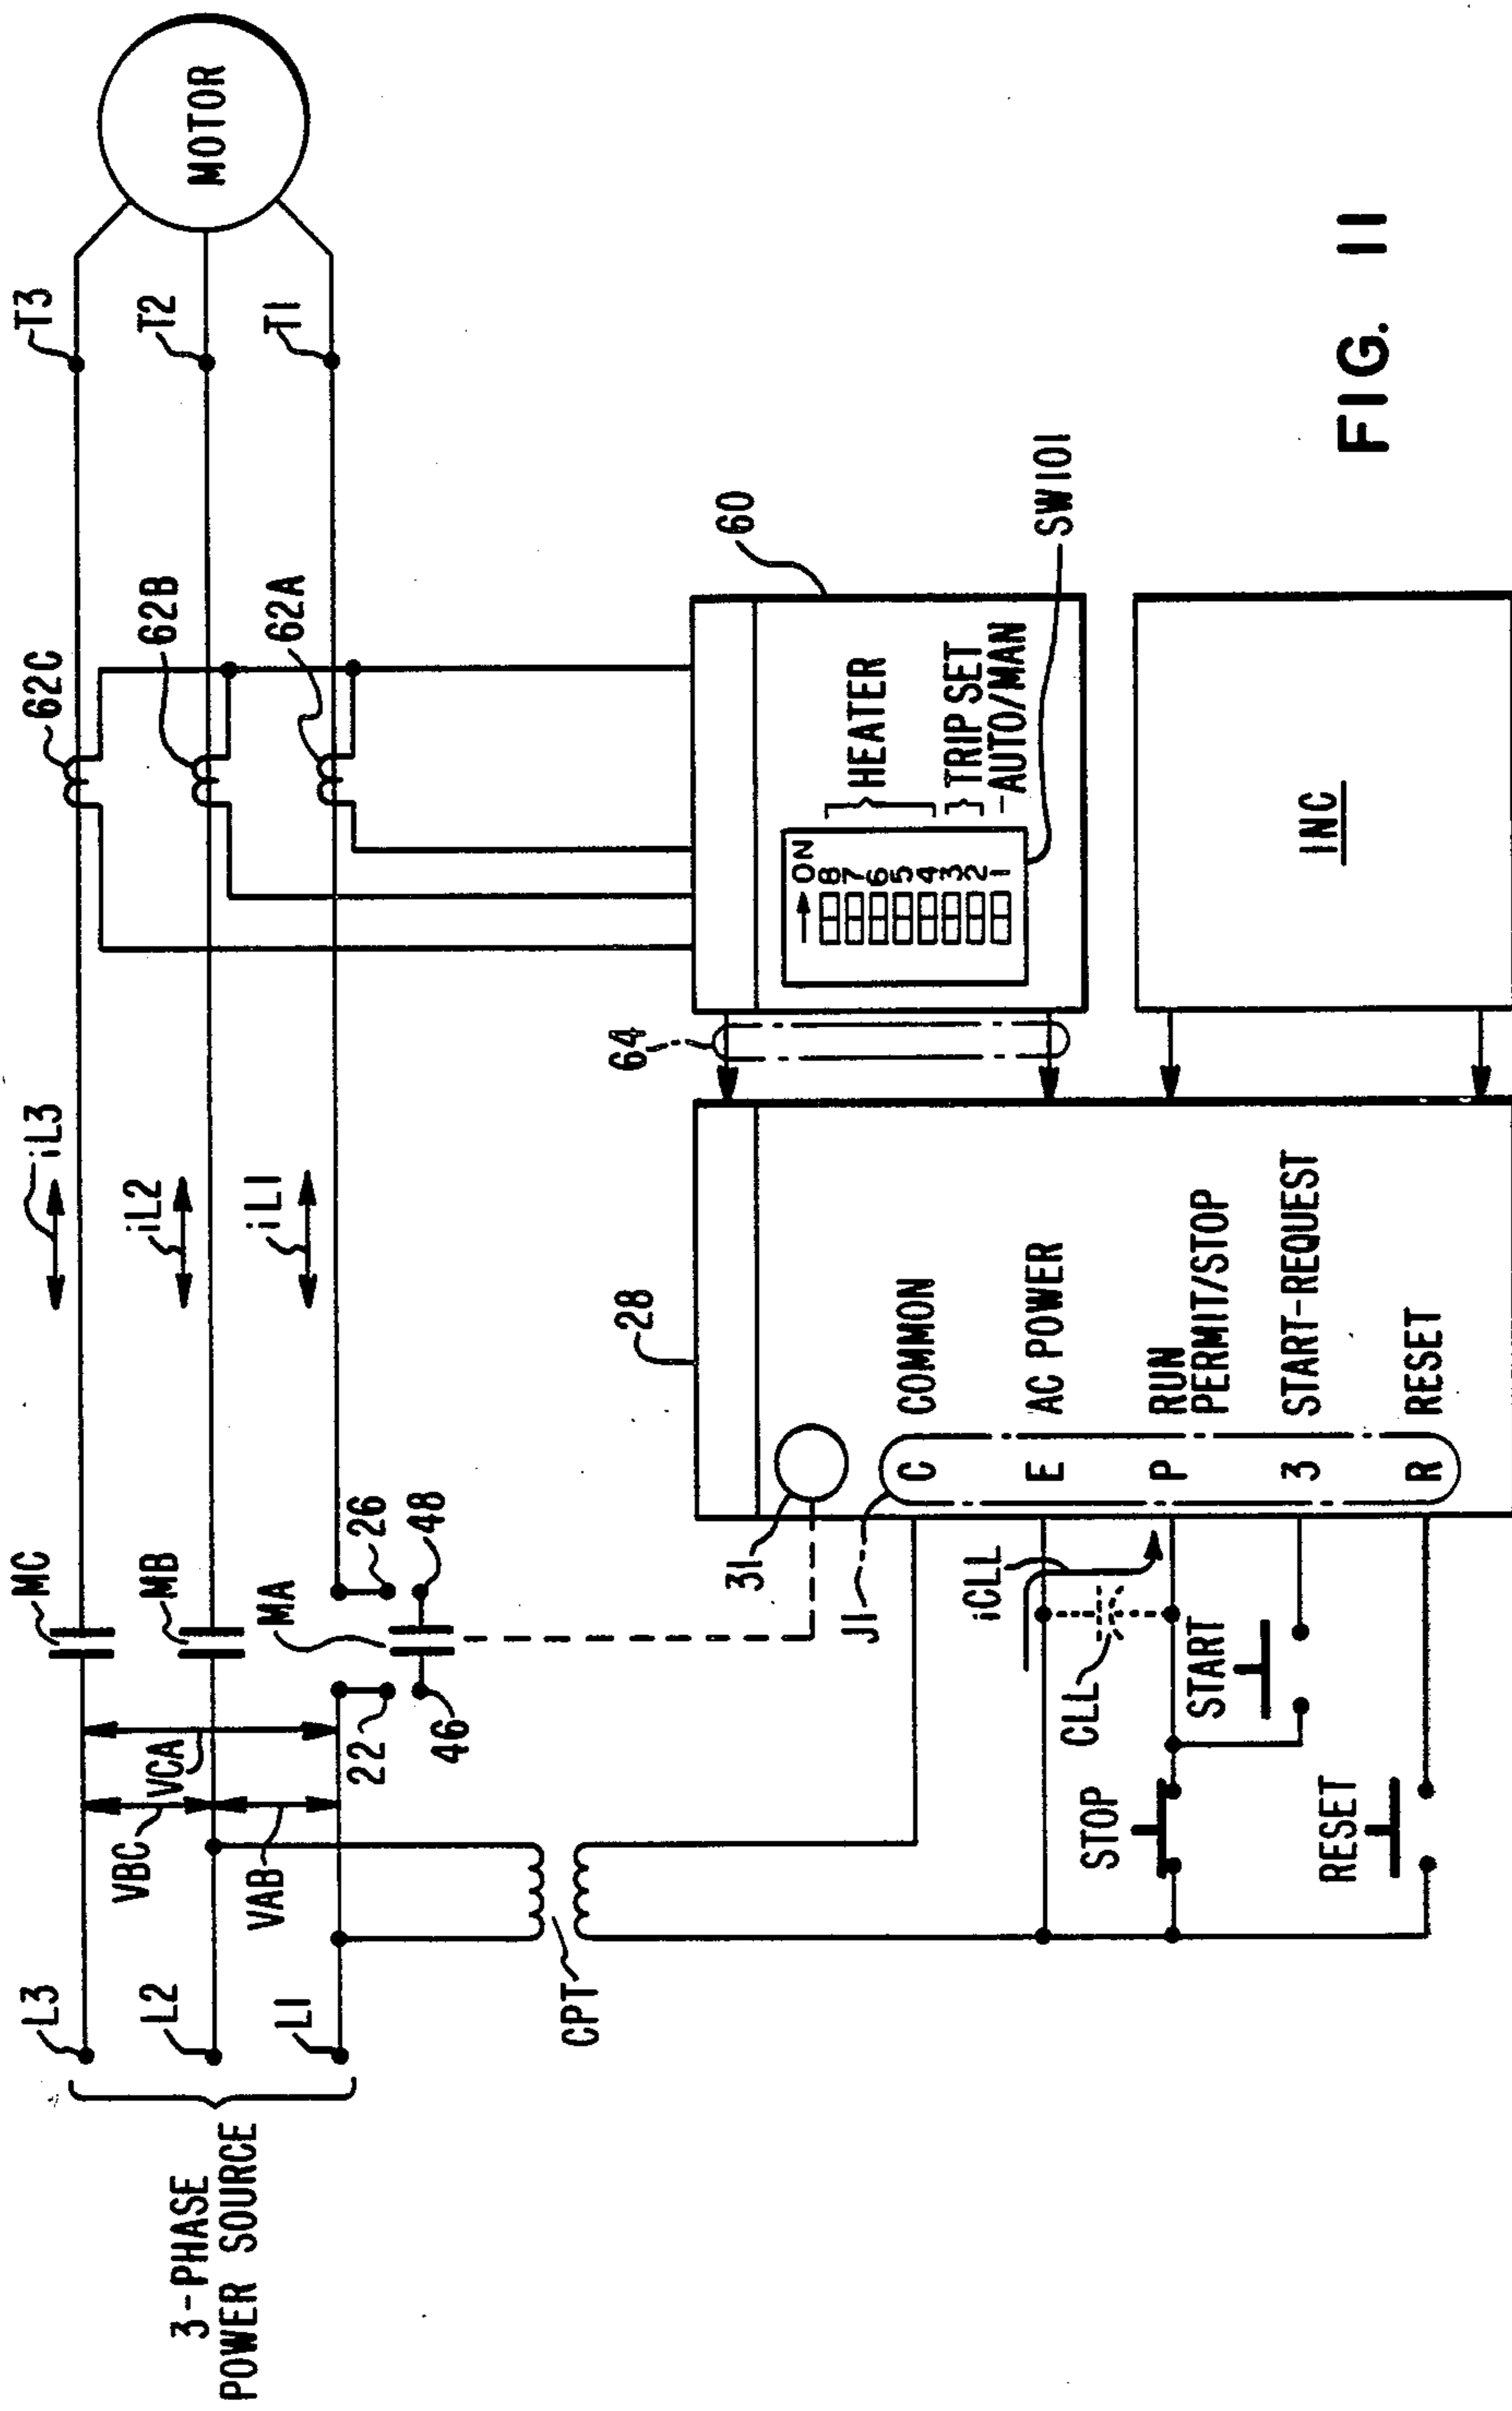 3-PHASE
POWER SOURCE
L3
L2
L1
VBC
VCA
VAB
MC
MB
MA
22
26
46
48
iL3
iL2
iL1
62C
62B
62A
T3
T2
T1
MOTOR
CPT
STOP
START
RESET
CLL
iCLL
28
31
J1
C COMMON
E AC POWER
P RUN
PERMIT/STOP
3 START-REQUEST
R RESET
64
60
ON
8
7
6
5
4
3
2
1
HEATER
TRIP SET
AUTO/MAN
SW101
INC
FIG. 11